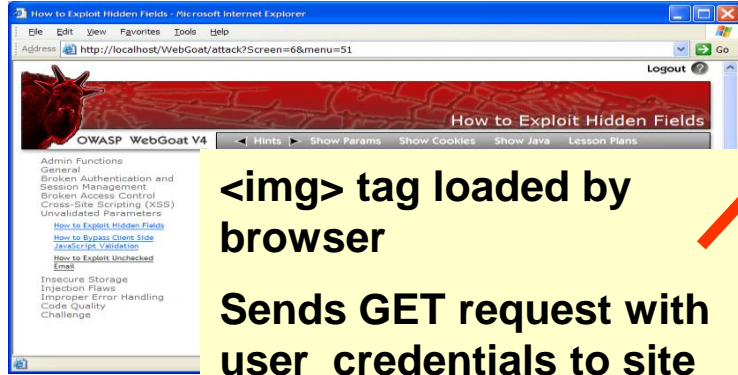 How to Exploit Hidden Fields - Microsoft Internet Explorer
File Edit View Favorites Tools Help
Address http://localhost/WebGoat/attack?Screen=6&menu=51 Go
Logout ?
How to Exploit Hidden Fields
OWASP WebGoat V4 Hints Show Params Show Cookies Show Java Lesson Plans
Admin Functions
General
Broken Authentication and
Session Management
Broken Access Control
Cross-Site Scripting (XSS)
Unvalidated Parameters
How to Exploit Hidden Fields
How to Bypass Client Side
JavaScript Validation
How to Exploit Unchecked
Email
Insecure Storage
Injection Flaws
Improper Error Handling
Code Quality
Challenge
<img> tag loaded by
browser
Sends GET request with
user credentials to site